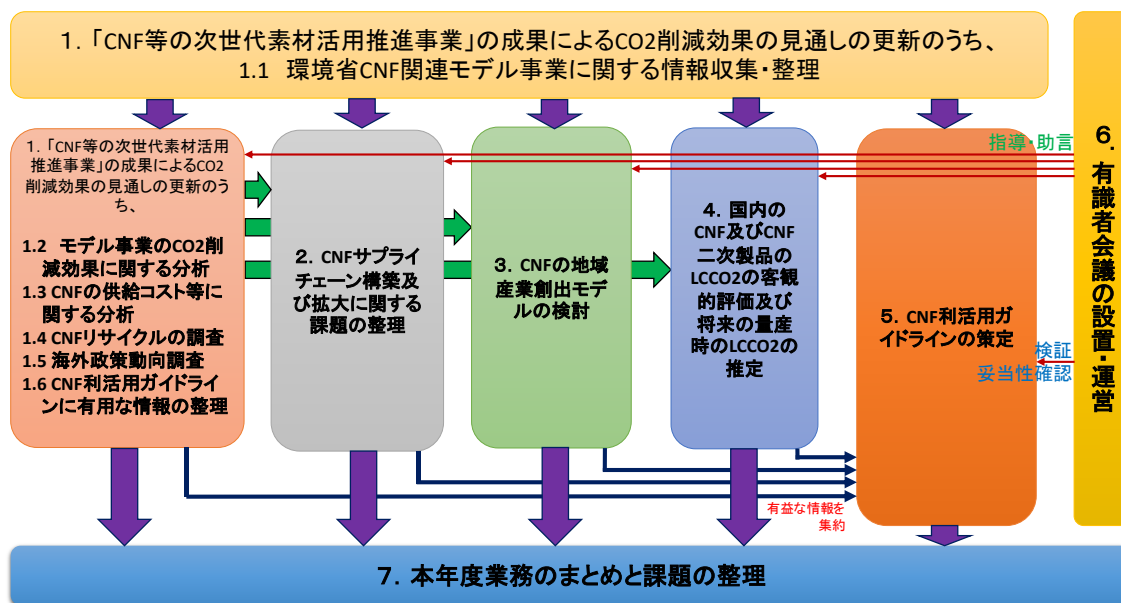 1．「CNF等の次世代素材活用推進事業」の成果によるCO2削減効果の見通しの更新のうち、
1.1　環境省CNF関連モデル事業に関する情報収集・整理
1．「CNF等の次世代素材活用
推進事業」の成果によるCO2
削減効果の見通しの更新のう
ち、
1.2　モデル事業のCO2削
減効果に関する分析
1.3 CNFの供給コスト等に
関する分析
1.4 CNFリサイクルの調査
1.5 海外政策動向調査
1.6 CNF利活用ガイドライ
ンに有用な情報の整理
2．CNFサプライ
チェーン構築及
び拡大に関する
課題の整理
3．CNFの地域
産業創出モデ
ルの検討
4．国内の
CNF及びCNF
二次製品の
LCCO2の客観
的評価及び
将来の量産
時のLCCO2の
推定
5．CNF利活用ガ
イドラインの策定
指導・助言
検証
妥当性確認
6．有識者会議の設置・運営
有益な情報を
集約
7．本年度業務のまとめと課題の整理